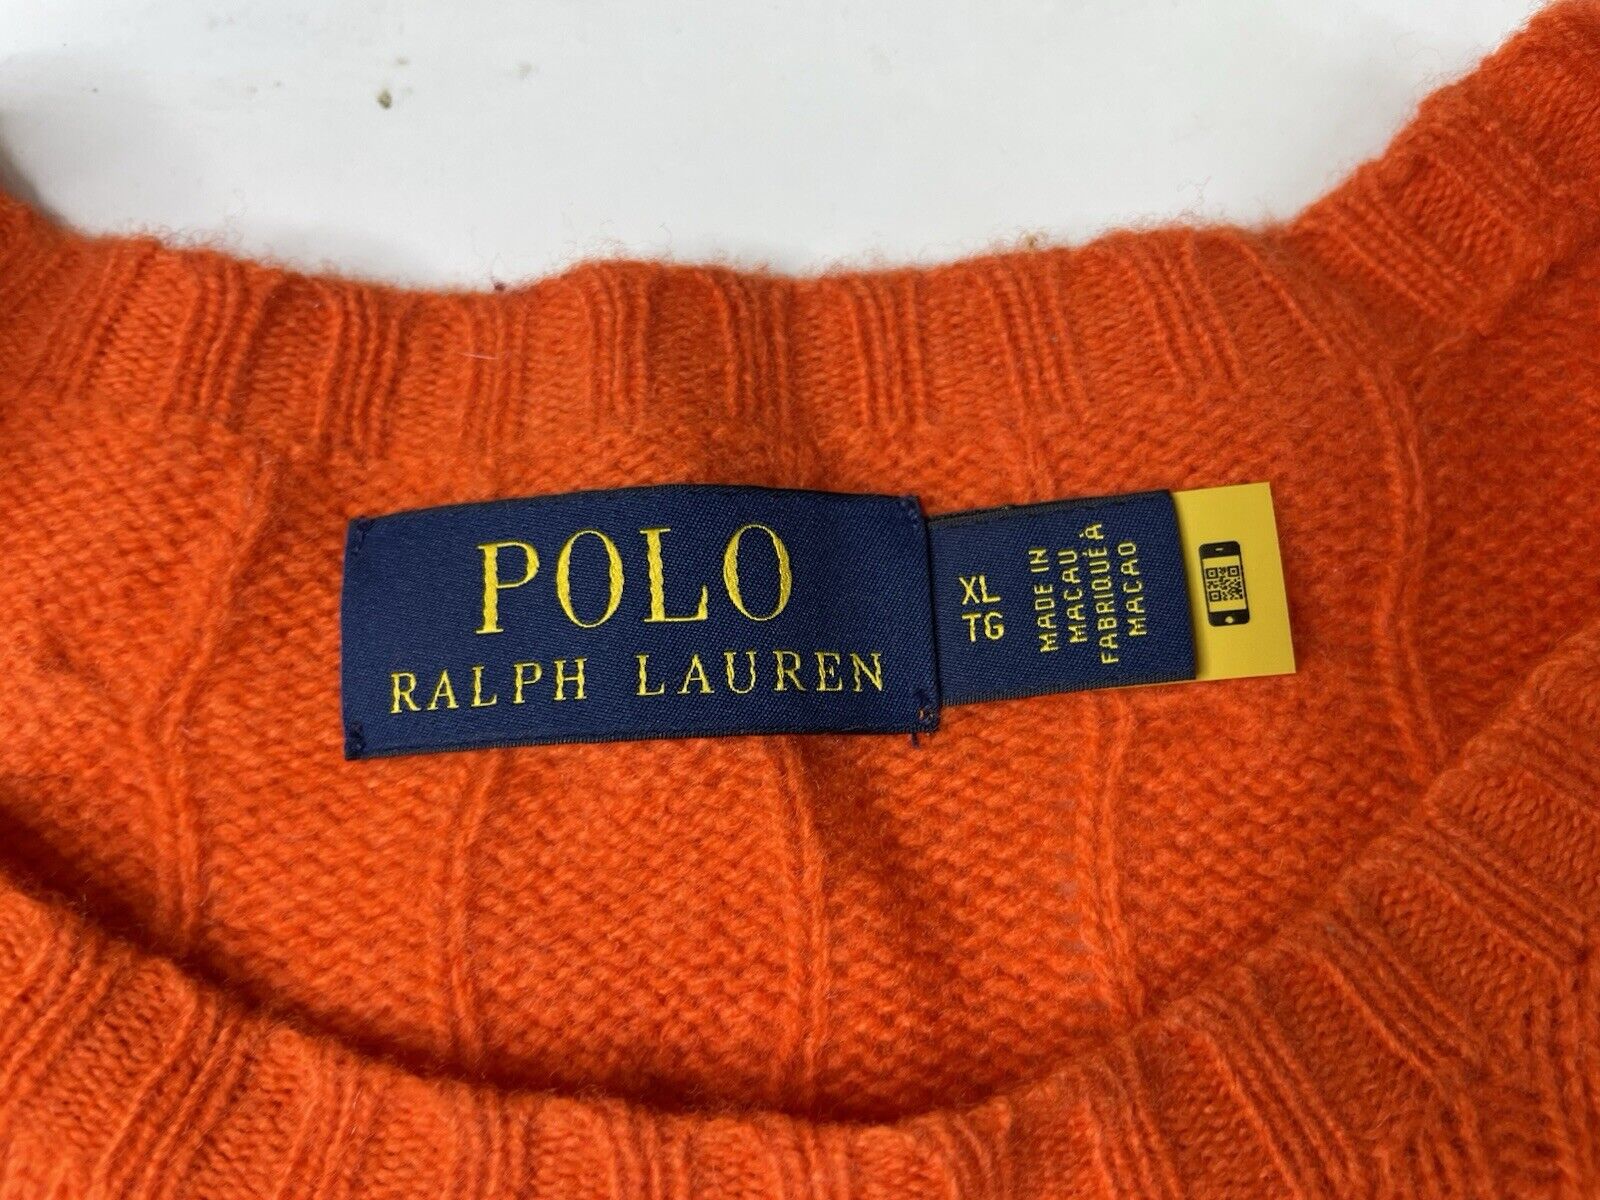 POLO
RALPH LAUREN
XL
TG
MADE IN
MACAU
FABRIQUÉ À
MACAO